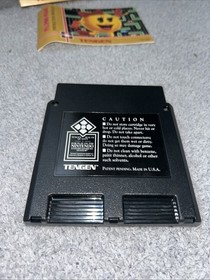 TENGEN
CAUTION
■ Do not store cartridge in very
hot or cold places. Never hit or
drop. Do not take apart.
■ Do not touch connectors;
do not get them wet or dirty.
Doing so may damage game.
■ Do not clean with benzene,
paint thinner, alcohol or other
such solvents.
TENGEN
PATENT PENDING. MADE IN U.S.A.